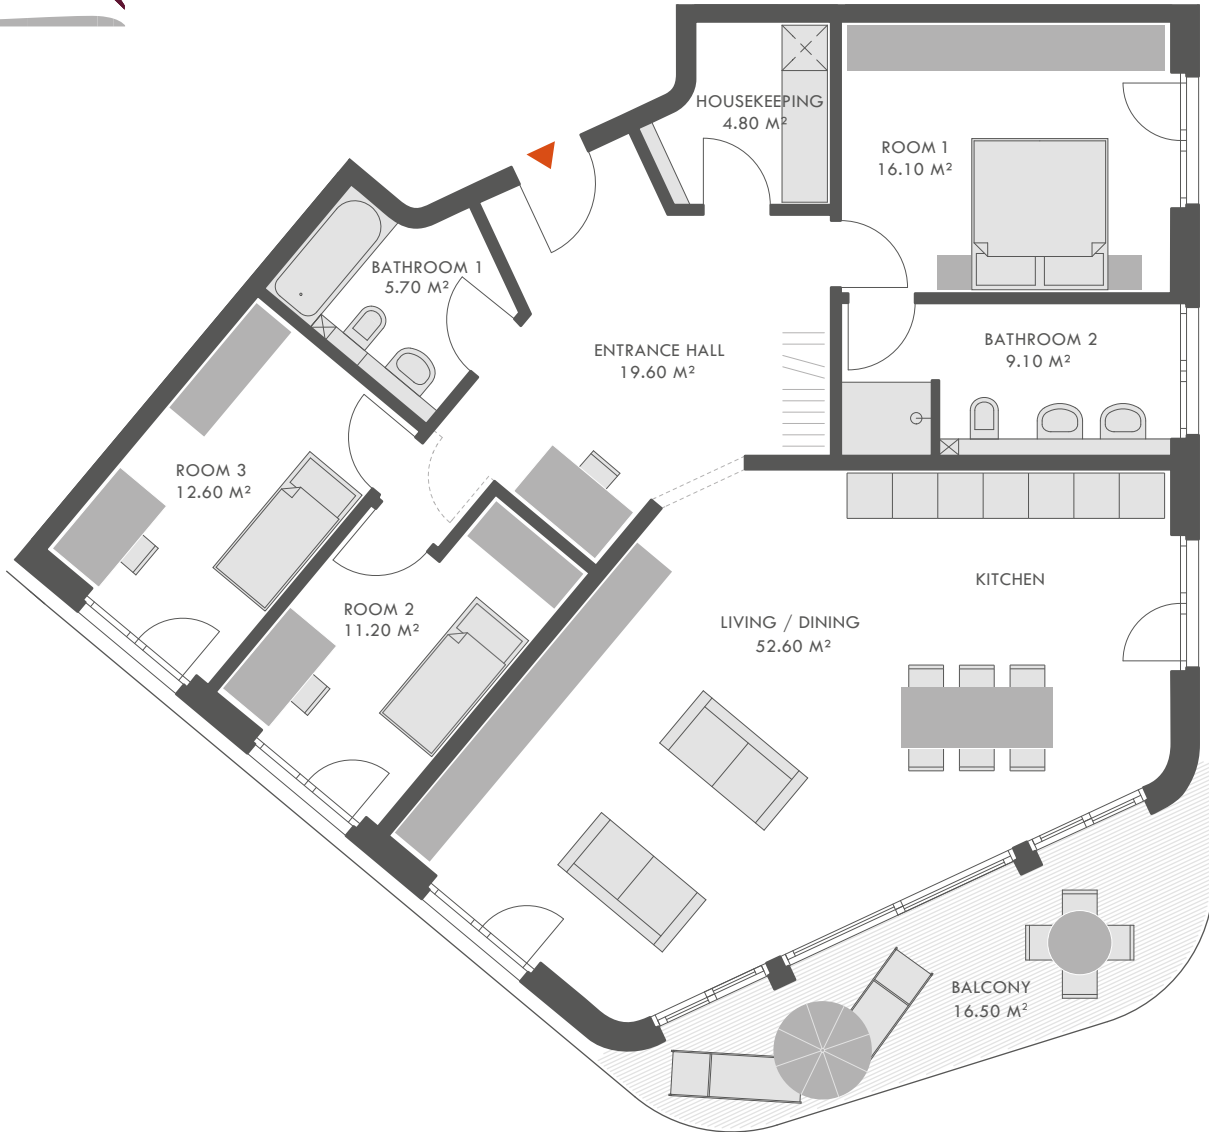 HOUSEKEEPING
4.80 M²
ROOM 1
16.10 M²
BATHROOM 1
5.70 M²
ENTRANCE HALL
19.60 M²
BATHROOM 2
9.10 M²
ROOM 3
12.60 M²
ROOM 2
11.20 M²
KITCHEN
LIVING / DINING
52.60 M²
BALCONY
16.50 M²